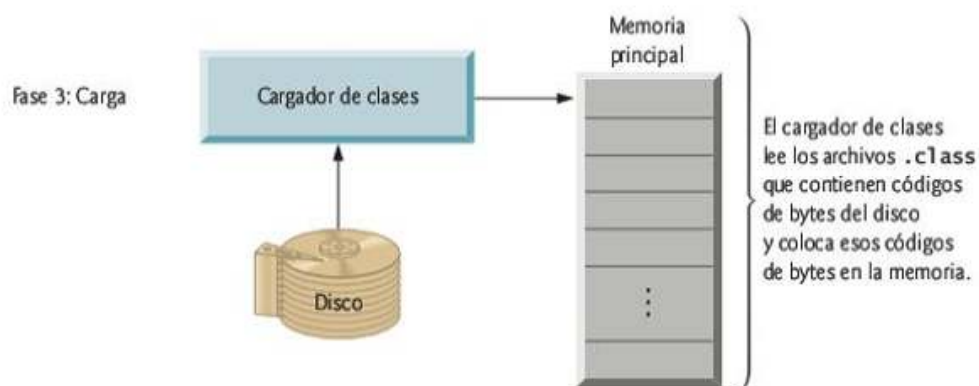 Fase 3: Carga
Cargador de clases
Disco
Memoria
principal
El cargador de clases
lee los archivos .class
que contienen códigos
de bytes del disco
y coloca esos códigos
de bytes en la memoria.